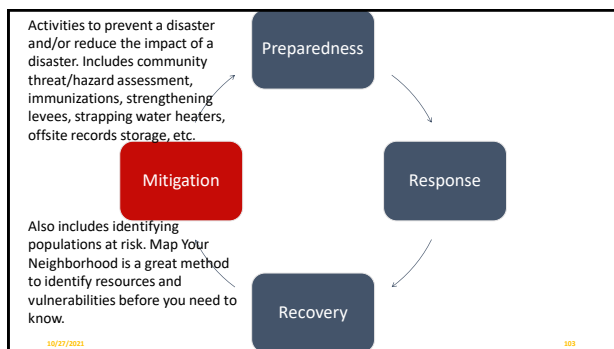 Activities to prevent a disaster
and/or reduce the impact of a
disaster. Includes community
threat/hazard assessment,
immunizations, strengthening
levees, strapping water heaters,
offsite records storage, etc.
Preparedness
Mitigation
Response
Also includes identifying
populations at risk. Map Your
Neighborhood is a great method
to identify resources and
vulnerabilities before you need to
know.
Recovery
10/27/2021
103